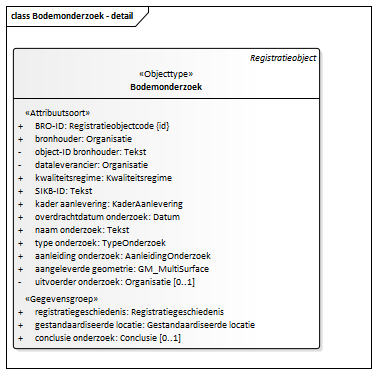 class Bodemonderzoek - detail
Registratieobject
«Objecttype»
Bodemonderzoek
«Attribuutsoort»
+ BRO-ID: Registratieobjectcode {id}
+ bronhouder: Organisatie
- object-ID bronhouder: Tekst
- dataleverancier: Organisatie
+ kwaliteitsregime: Kwaliteitsregime
+ SIKB-ID: Tekst
+ kader aanlevering: KaderAanlevering
+ overdrachtdatum onderzoek: Datum
+ naam onderzoek: Tekst
+ type onderzoek: TypeOnderzoek
+ aanleiding onderzoek: AanleidingOnderzoek
+ aangeleverde geometrie: GM_MultiSurface
- uitvoerder onderzoek: Organisatie [0..1]
«Gegevensgroep»
+ registratiegeschiedenis: Registratiegeschiedenis
+ gestandaardiseerde locatie: Gestandaardiseerde locatie
+ conclusie onderzoek: Conclusie [0..1]